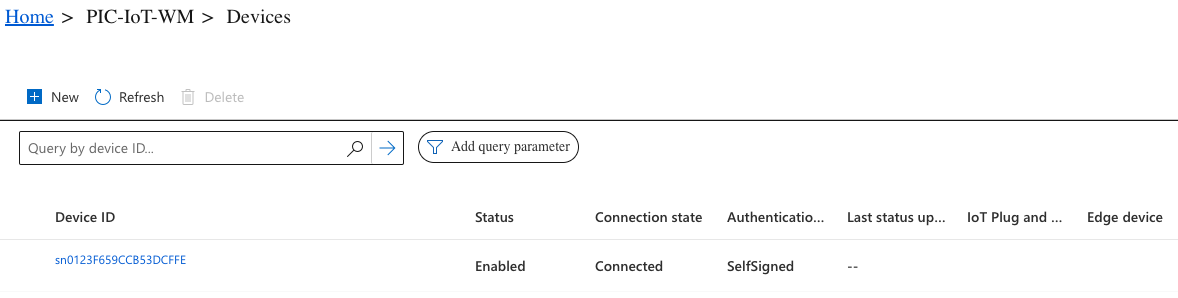 Home > PIC-IoT-WM > Devices
New Refresh Delete
Query by device ID... Add query parameter
Device ID Status Connection state Authenticatio... Last status up... IoT Plug and ... Edge device
sn0123F659CCB53DCFFE Enabled Connected SelfSigned --